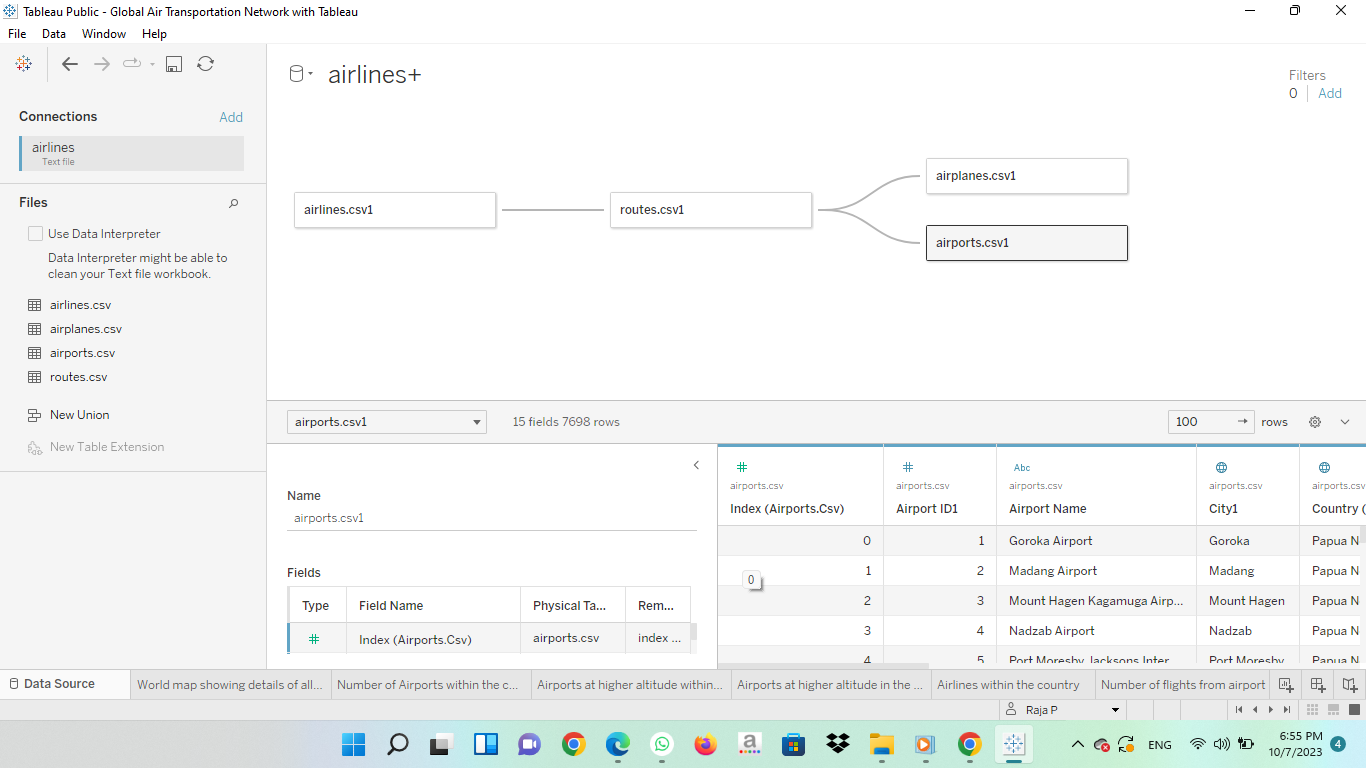 Tableau Public - Global Air Transportation Network with Tableau
File Data Window Help
airlines+
Filters
0 Add
Connections Add
airlines
Text file
Files
Use Data Interpreter
Data Interpreter might be able to
clean your Text file workbook.
airlines.csv
airplanes.csv
airports.csv
routes.csv
New Union
New Table Extension
airlines.csv1
routes.csv1
airplanes.csv1
airports.csv1
airports.csv1 15 fields 7698 rows 100 rows
Name
airports.csv1
Fields
Type Field Name Physical Ta... Rem...
Index (Airports.Csv) airports.csv index ...
Abc
airports.csv airports.csv airports.csv airports.csv airports.csv
Index (Airports.Csv) Airport ID1 Airport Name City1 Country (
0 1 Goroka Airport Goroka Papua N
1 2 Madang Airport Madang Papua N
2 3 Mount Hagen Kagamuga Airp... Mount Hagen Papua N
3 4 Nadzab Airport Nadzab Papua N
4 5 Port Moresby Jacksons Inter Port Moresby Papua N
0
Data Source World map showing details of all... Number of Airports within the c... Airports at higher altitude within... Airports at higher altitude in the ... Airlines within the country Number of flights from airport
Raja P
ENG
6:55 PM
10/7/2023
4